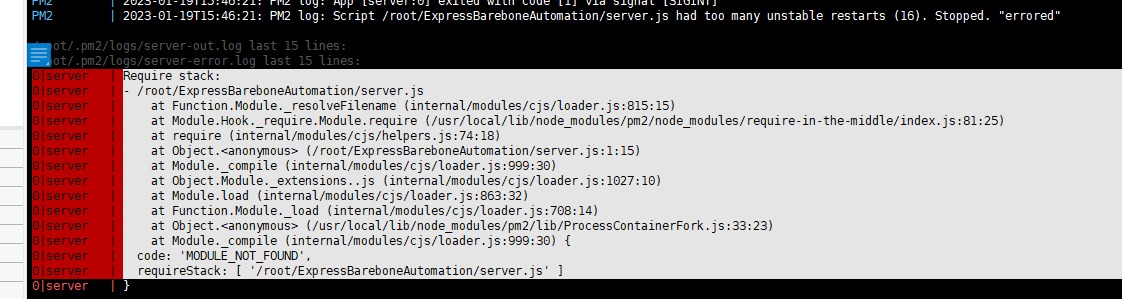 PM2 | 2023-01-19T15:46:21: PM2 log: App [server:0] exited with code [1] via signal [SIGINT]
PM2 | 2023-01-19T15:46:21: PM2 log: Script /root/ExpressBareboneAutomation/server.js had too many unstable restarts (16). Stopped. "errored"
oot/.pm2/logs/server-out.log last 15 lines:
oot/.pm2/logs/server-error.log last 15 lines:
0|server | Require stack:
0|server | - /root/ExpressBareboneAutomation/server.js
0|server | at Function.Module._resolveFilename (internal/modules/cjs/loader.js:815:15)
0|server | at Module.Hook._require.Module.require (/usr/local/lib/node_modules/pm2/node_modules/require-in-the-middle/index.js:81:25)
0|server | at require (internal/modules/cjs/helpers.js:74:18)
0|server | at Object.<anonymous> (/root/ExpressBareboneAutomation/server.js:1:15)
0|server | at Module._compile (internal/modules/cjs/loader.js:999:30)
0|server | at Object.Module._extensions..js (internal/modules/cjs/loader.js:1027:10)
0|server | at Module.load (internal/modules/cjs/loader.js:863:32)
0|server | at Function.Module._load (internal/modules/cjs/loader.js:708:14)
0|server | at Object.<anonymous> (/usr/local/lib/node_modules/pm2/lib/ProcessContainerFork.js:33:23)
0|server | at Module._compile (internal/modules/cjs/loader.js:999:30) {
0|server | code: 'MODULE_NOT_FOUND',
0|server | requireStack: [ '/root/ExpressBareboneAutomation/server.js' ]
0|server | }